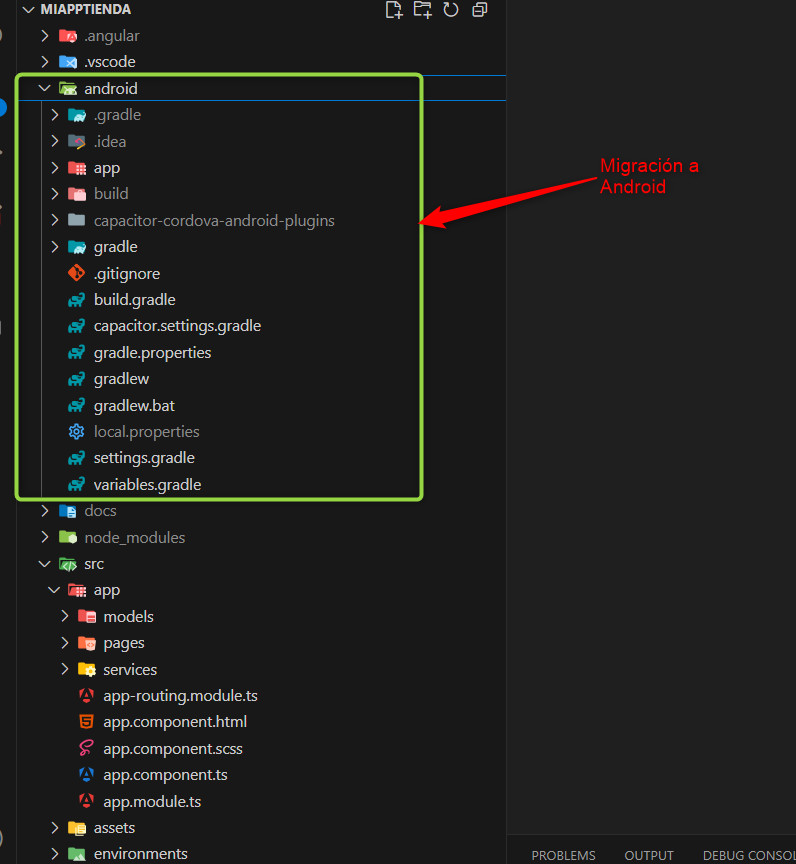 MIAPPTIENDA
.angular
.vscode
android
.gradle
.idea
app
build
capacitor-cordova-android-plugins
gradle
.gitignore
build.gradle
capacitor.settings.gradle
gradle.properties
gradlew
gradlew.bat
local.properties
settings.gradle
variables.gradle
docs
node_modules
src
app
models
pages
services
app-routing.module.ts
app.component.html
app.component.scss
app.component.ts
app.module.ts
assets
environments
Migración a
Android
PROBLEMS OUTPUT DEBUG CONSOL